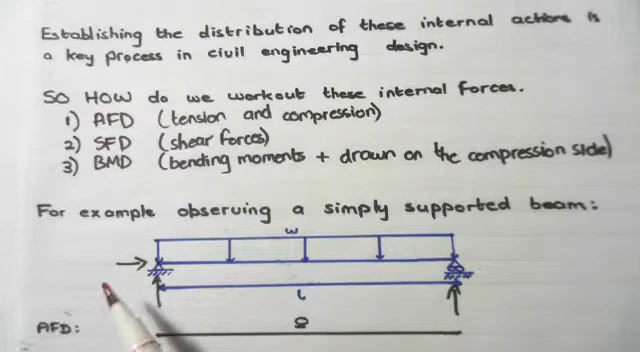 Establishing the distribution of these internal actions is
a key process in civil engineering design.
SO HOW do we workout these internal forces.
1) AFD (tension and compression)
2) SFD (shear forces)
3) BMD (bending moments + drawn on the compression side)
For example observing a simply supported beam:
w
L
AFD: 0